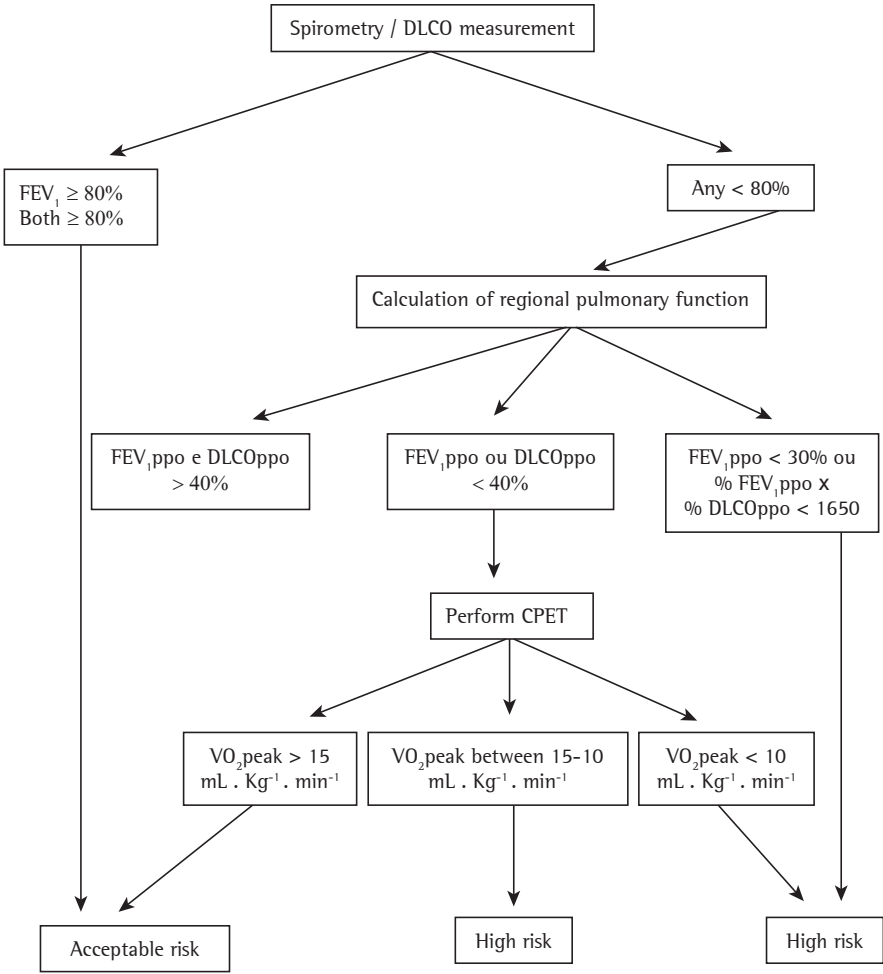 Spirometry / DLCO measurement
FEV₁ ≥ 80%
Both ≥ 80%
Any < 80%
Calculation of regional pulmonary function
FEV₁ppo e DLCOppo
> 40%
FEV₁ppo ou DLCOppo
< 40%
FEV₁ppo < 30% ou
% FEV₁ppo x
% DLCOppo < 1650
Perform CPET
VO₂peak > 15
mL . Kg⁻¹ . min⁻¹
VO₂peak between 15-10
mL . Kg⁻¹ . min⁻¹
VO₂peak < 10
mL . Kg⁻¹ . min⁻¹
Acceptable risk
High risk
High risk